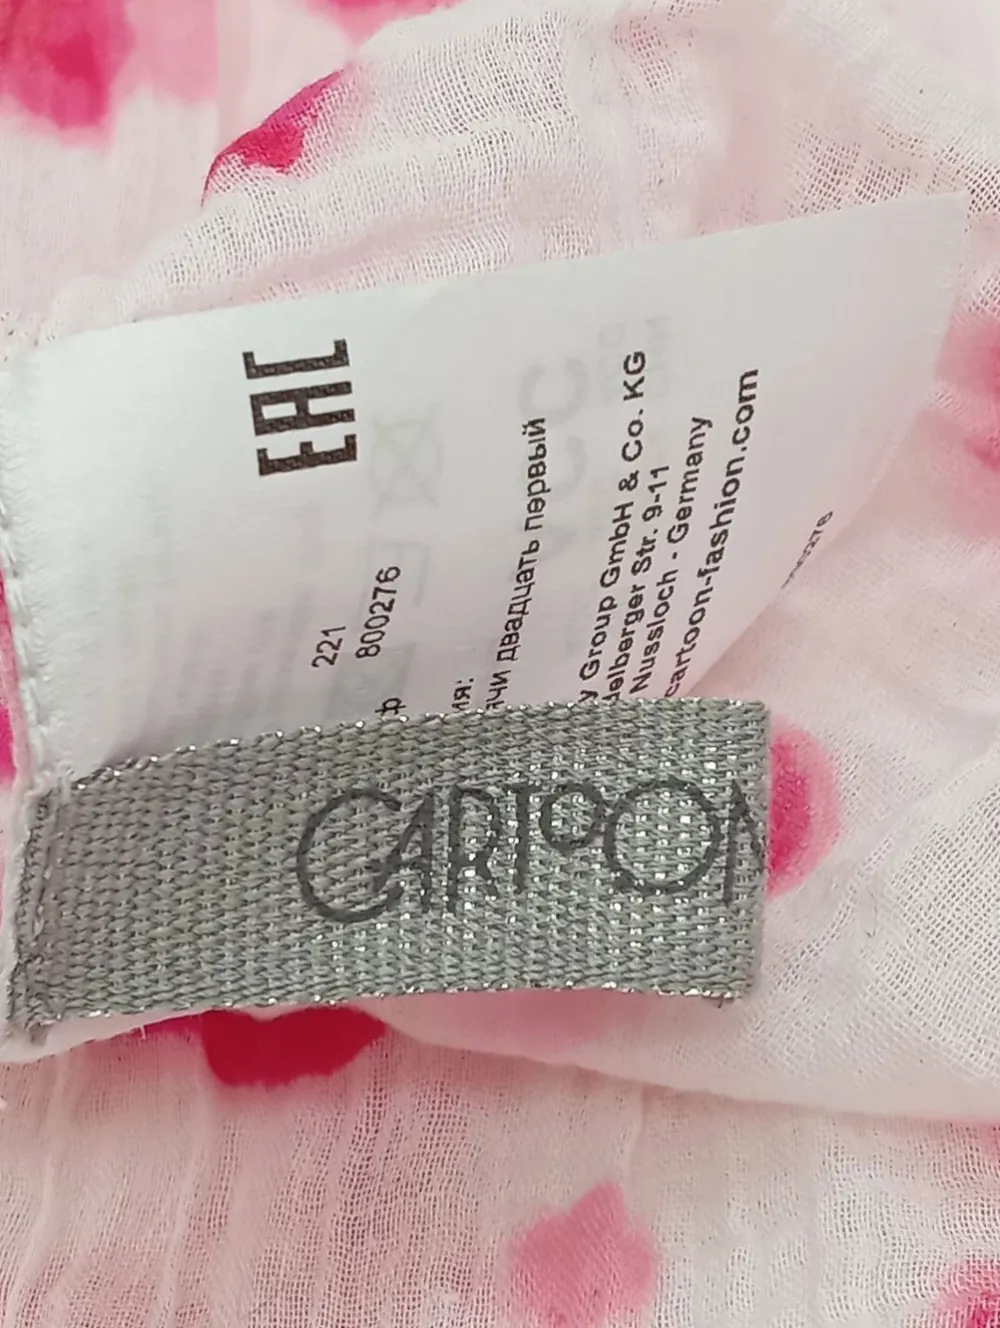 EAC
221
800276
ф
ия:
ячи двадцать первый
y Group GmbH & Co. KG
delberger Str. 9-11
Nussloch - Germany
cartoon-fashion.com
CARTOON